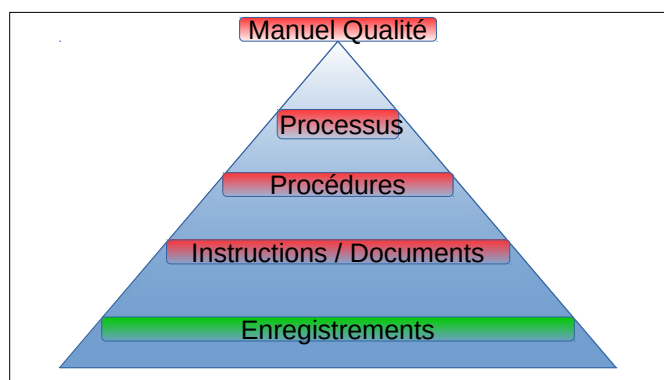 Manuel Qualité
Processus
Procédures
Instructions / Documents
Enregistrements